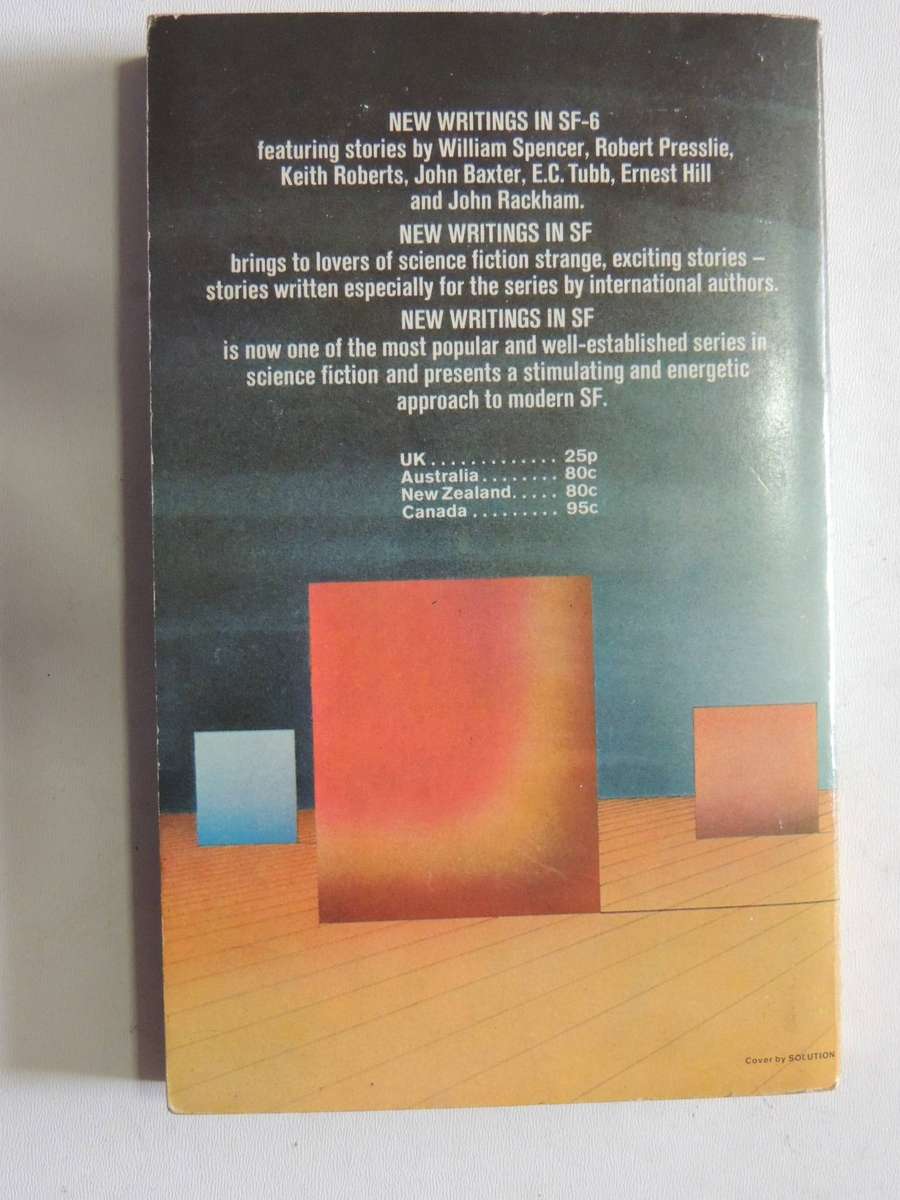 NEW WRITINGS IN SF-6
featuring stories by William Spencer, Robert Presslie,
Keith Roberts, John Baxter, E.C. Tubb, Ernest Hill
and John Rackham.
NEW WRITINGS IN SF
brings to lovers of science fiction strange, exciting stories –
stories written especially for the series by international authors.
NEW WRITINGS IN SF
is now one of the most popular and well-established series in
science fiction and presents a stimulating and energetic
approach to modern SF.
UK.............25p
Australia........80c
New Zealand.....80c
Canada.........95c
Cover by SOLUTION